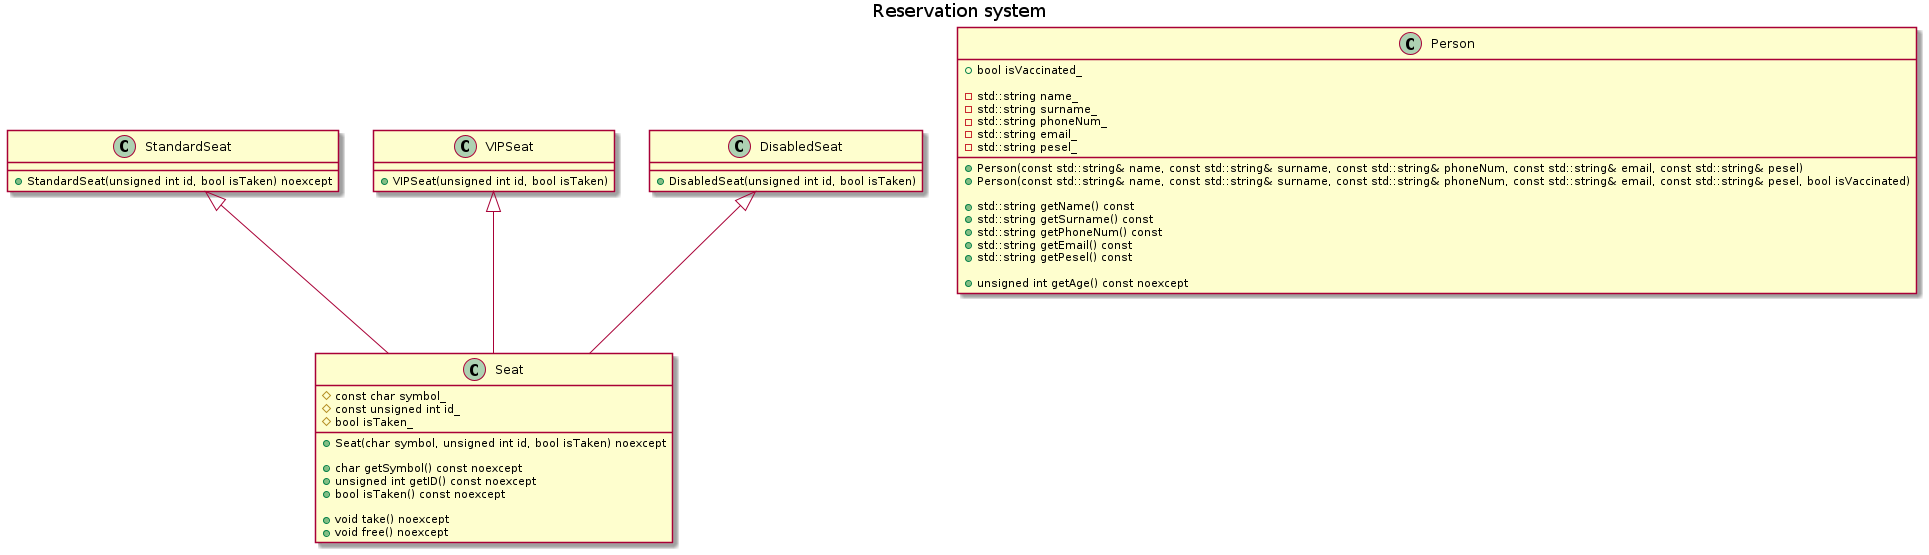 Reservation system
C Person
bool isVaccinated_
std::string name_
std::string surname_
std::string phoneNum_
std::string email_
std::string pesel_
Person(const std::string& name, const std::string& surname, const std::string& phoneNum, const std::string& email, const std::string& pesel)
Person(const std::string& name, const std::string& surname, const std::string& phoneNum, const std::string& email, const std::string& pesel, bool isVaccinated)
std::string getName() const
std::string getSurname() const
std::string getPhoneNum() const
std::string getEmail() const
std::string getPesel() const
unsigned int getAge() const noexcept
C StandardSeat
StandardSeat(unsigned int id, bool isTaken) noexcept
C VIPSeat
VIPSeat(unsigned int id, bool isTaken)
C DisabledSeat
DisabledSeat(unsigned int id, bool isTaken)
C Seat
const char symbol_
const unsigned int id_
bool isTaken_
Seat(char symbol, unsigned int id, bool isTaken) noexcept
char getSymbol() const noexcept
unsigned int getID() const noexcept
bool isTaken() const noexcept
void take() noexcept
void free() noexcept